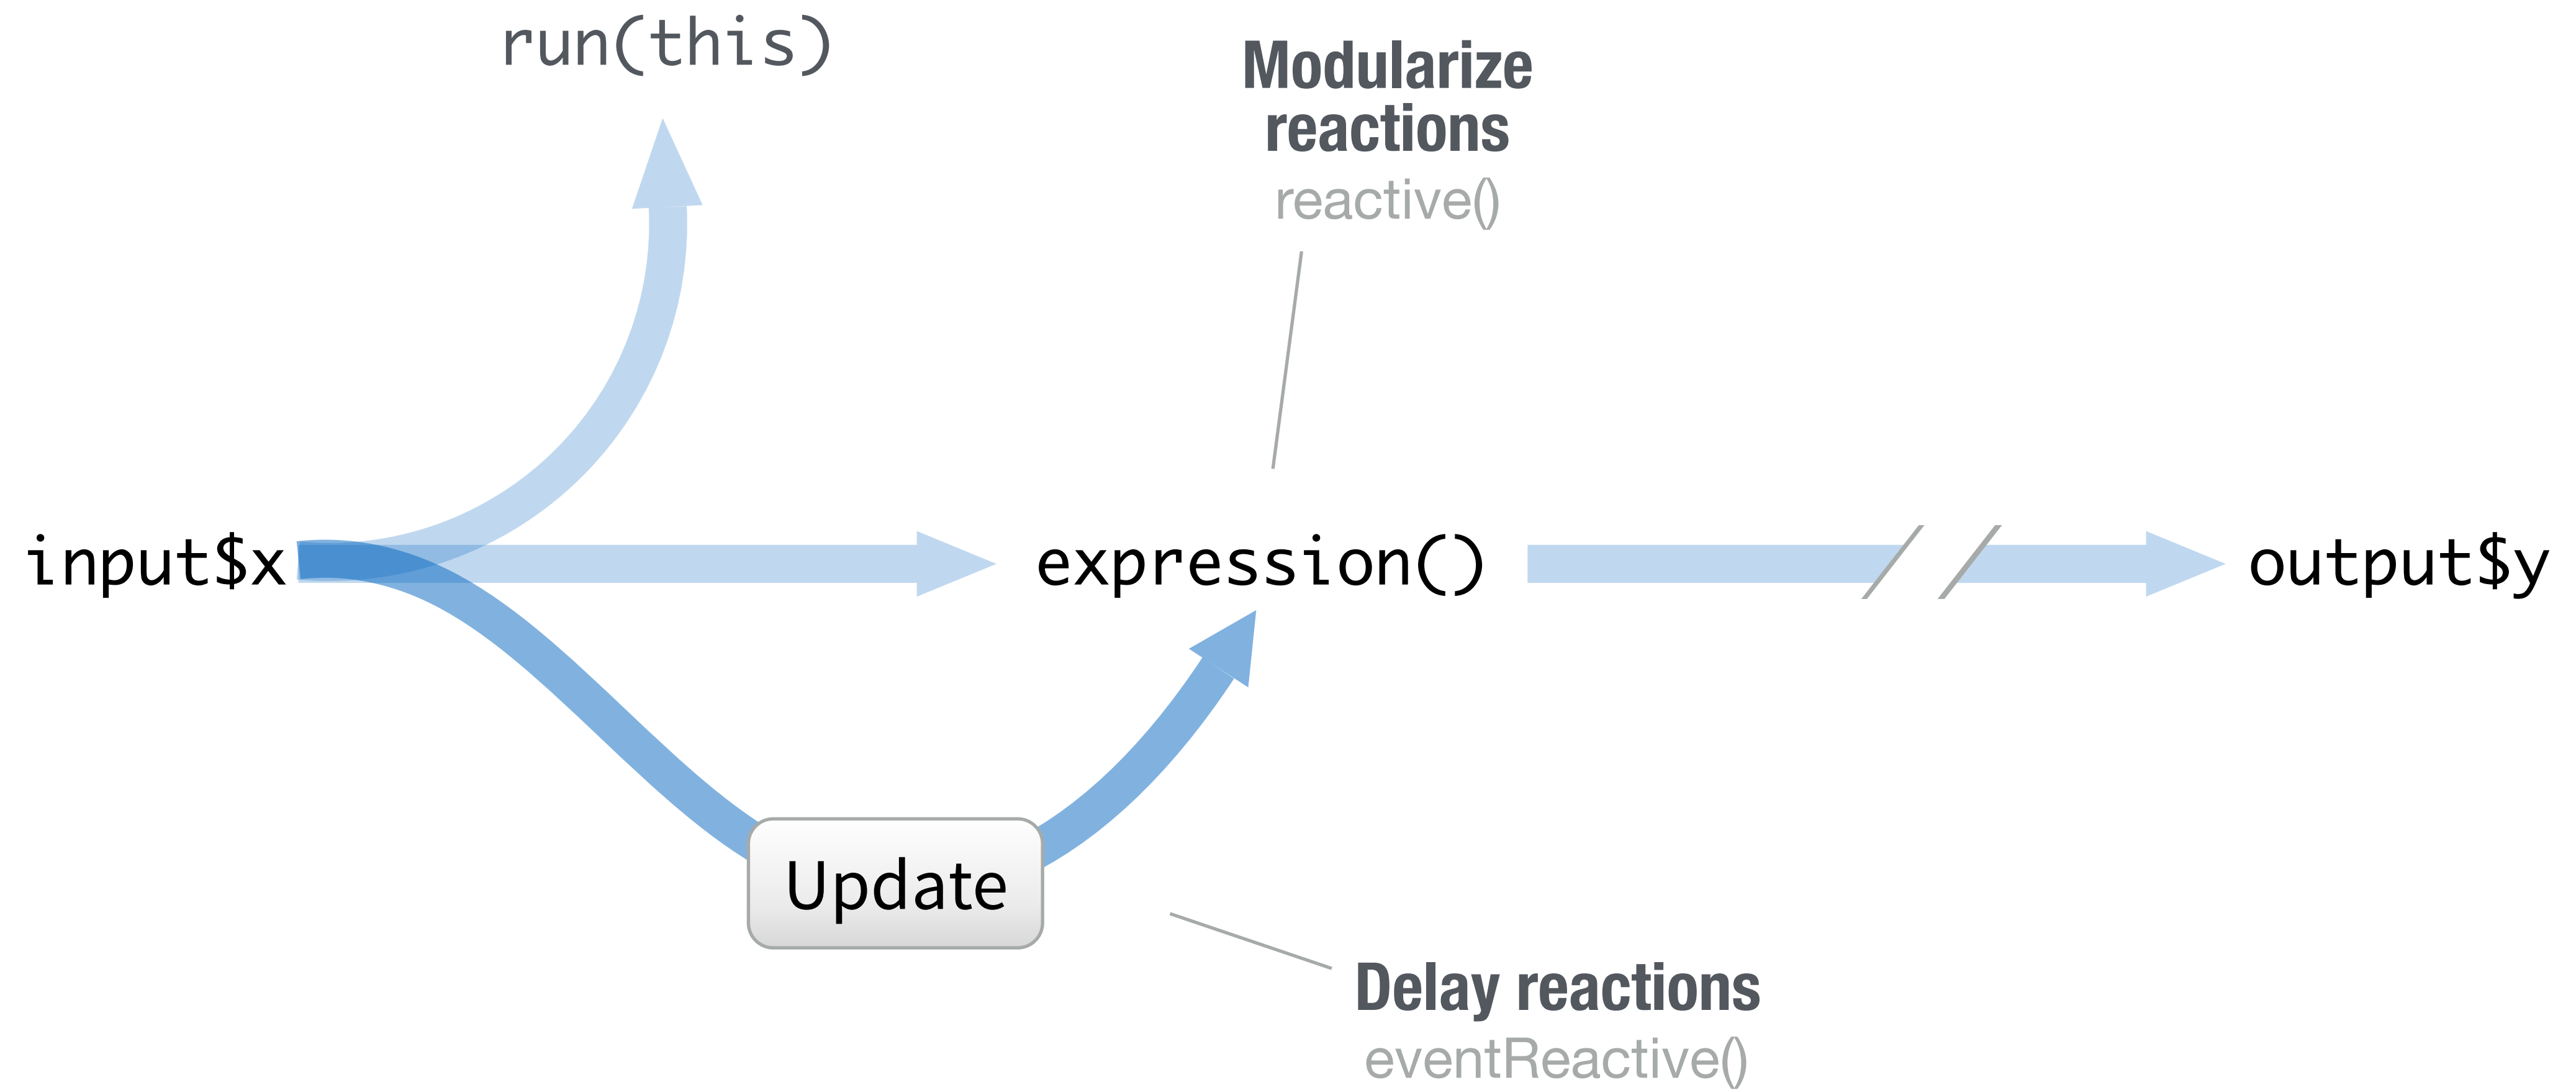 run(this)
Modularize
reactions
reactive()
input$x
expression()
output$y
Update
Delay reactions
eventReactive()